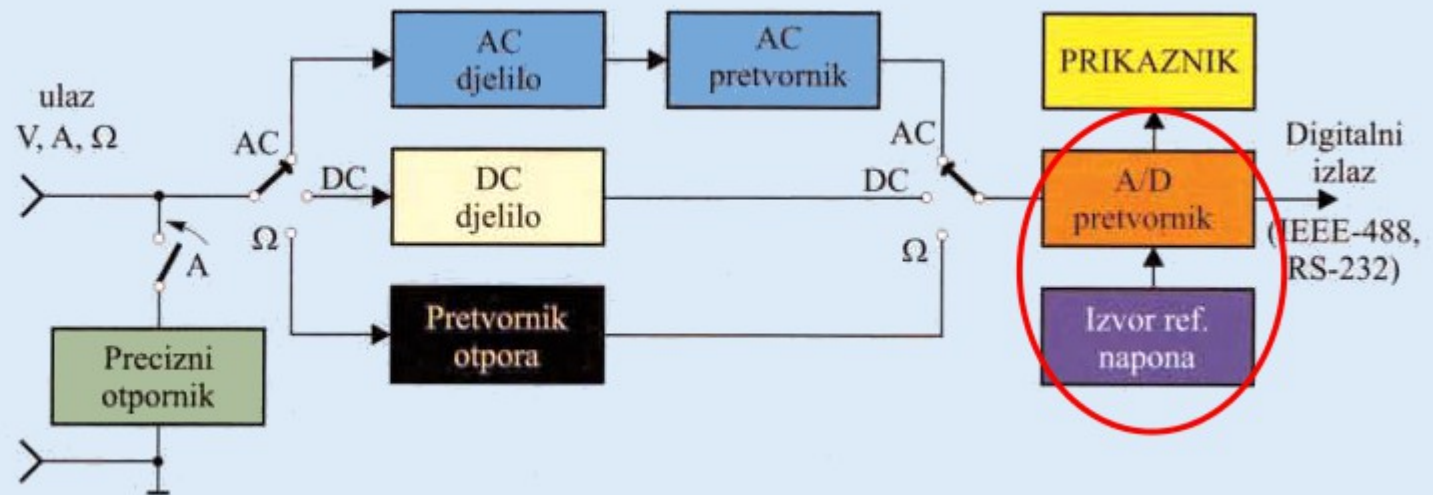 ulaz
V, A, Ω
AC
djelilo
AC
pretvornik
PRIKAZNIK
AC
DC
Ω
A
DC
djelilo
Pretvornik
otpora
Precizni
otpornik
AC
DC
Ω
A/D
pretvornik
Izvor ref.
napona
Digitalni
izlaz
(IEEE-488,
RS-232)